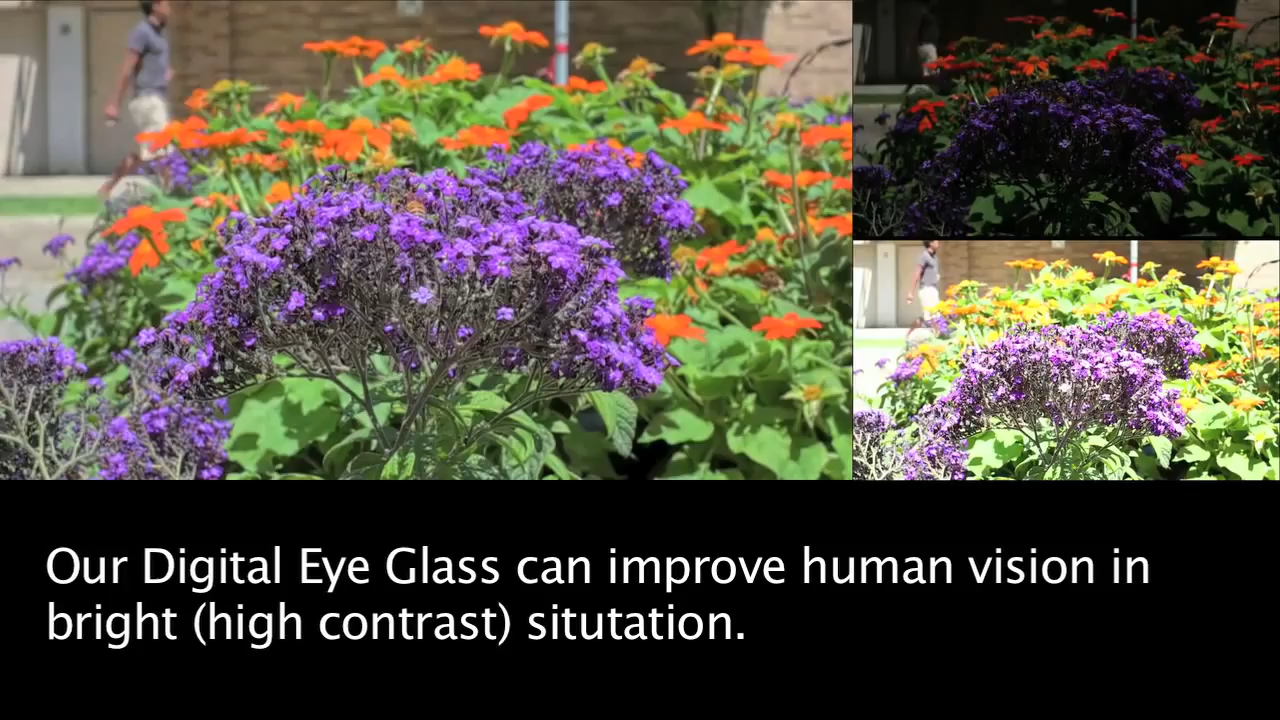 Our Digital Eye Glass can improve human vision in
bright (high contrast) situtation.